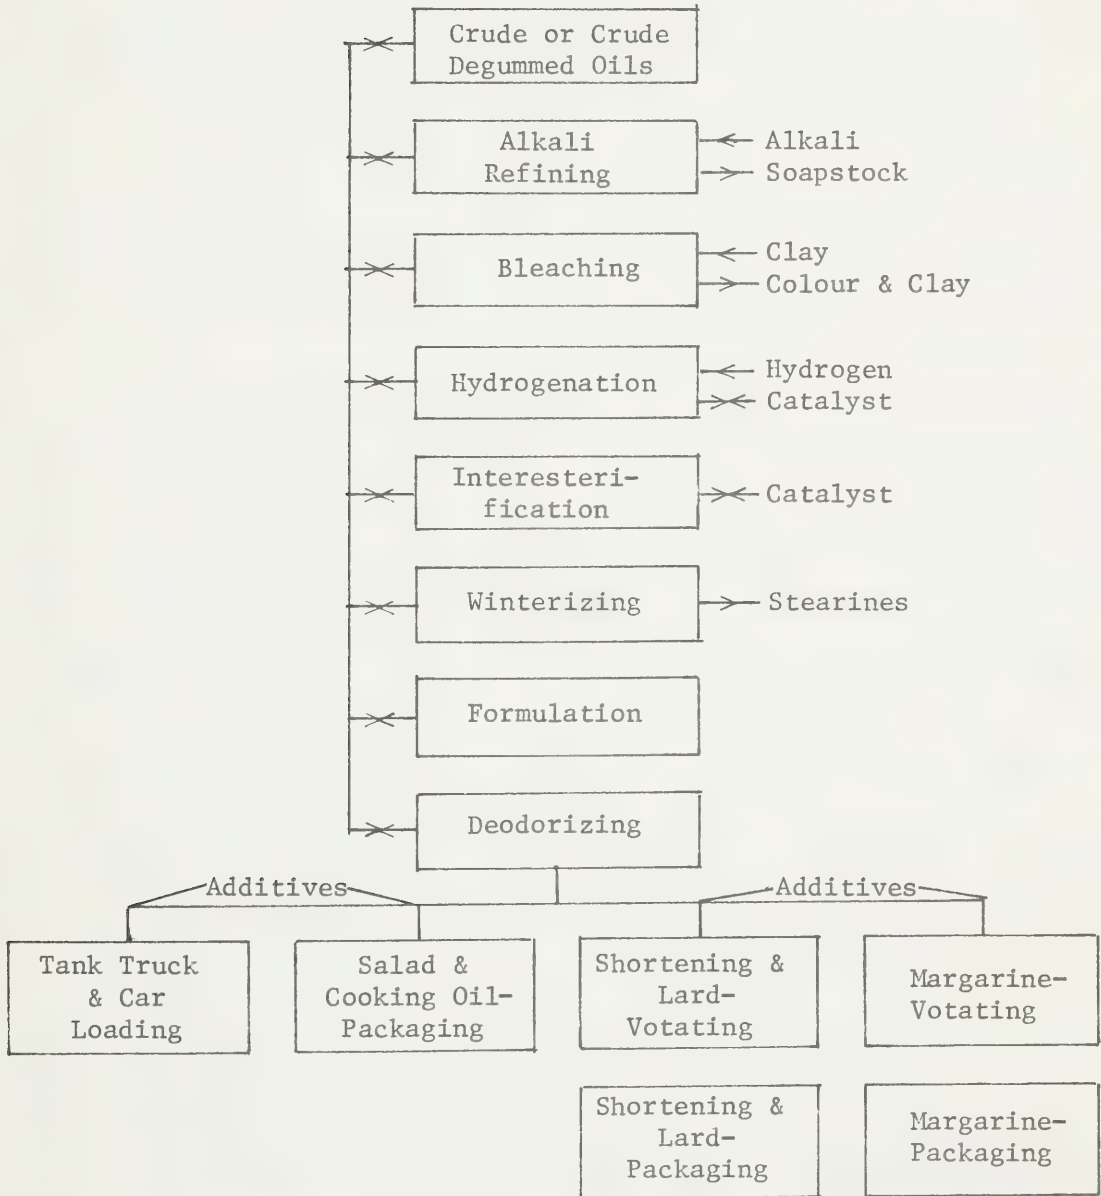 Crude or Crude
Degummed Oils
Alkali
Refining
Alkali
Soapstock
Bleaching
Clay
Colour & Clay
Hydrogenation
Hydrogen
Catalyst
Interesteri-
fication
Catalyst
Winterizing
Stearines
Formulation
Deodorizing
Additives
Additives
Tank Truck
& Car
Loading
Salad &
Cooking Oil-
Packaging
Shortening &
Lard-
Votating
Margarine-
Votating
Shortening &
Lard-
Packaging
Margarine-
Packaging